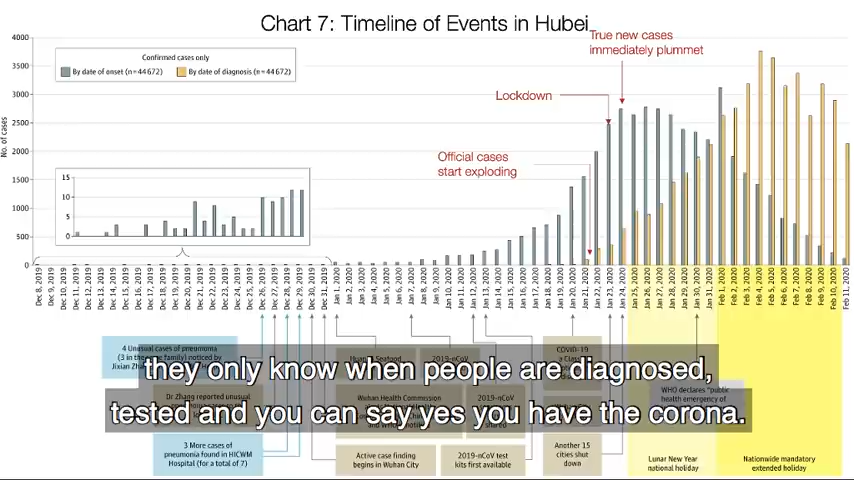 Chart 7: Timeline of Events in Hubei
True new cases
immediately plummet
Lockdown
Official cases
start exploding
Confirmed cases only
By date of onset (n=44672)
By date of diagnosis (n=44672)
No. of cases
4000
3500
3000
2500
2000
1500
1000
500
0
15
10
5
0
Dec 8, 2019
Dec 9, 2019
Dec 10, 2019
Dec 11, 2019
Dec 12, 2019
Dec 13, 2019
Dec 14, 2019
Dec 15, 2019
Dec 16, 2019
Dec 17, 2019
Dec 18, 2019
Dec 19, 2019
Dec 20, 2019
Dec 21, 2019
Dec 22, 2019
Dec 23, 2019
Dec 24, 2019
Dec 25, 2019
Dec 26, 2019
Dec 27, 2019
Dec 28, 2019
Dec 29, 2019
Dec 30, 2019
Dec 31, 2019
Jan 1, 2020
Jan 2, 2020
Jan 3, 2020
Jan 4, 2020
Jan 5, 2020
Jan 6, 2020
Jan 7, 2020
Jan 8, 2020
Jan 9, 2020
Jan 10, 2020
Jan 11, 2020
Jan 12, 2020
Jan 13, 2020
Jan 14, 2020
Jan 15, 2020
Jan 16, 2020
Jan 17, 2020
Jan 18, 2020
Jan 19, 2020
Jan 20, 2020
Jan 21, 2020
Jan 22, 2020
Jan 23, 2020
Jan 24, 2020
Jan 25, 2020
Jan 26, 2020
Jan 27, 2020
Jan 28, 2020
Jan 29, 2020
Jan 30, 2020
Jan 31, 2020
Feb 1, 2020
Feb 2, 2020
Feb 3, 2020
Feb 4, 2020
Feb 5, 2020
Feb 6, 2020
Feb 7, 2020
Feb 8, 2020
Feb 9, 2020
Feb 10, 2020
Feb 11, 2020
4 Unusual cases of pneumonia
(3 in the same family) noticed by
Jixian
Dr Zhang reported unusual
3 More cases of
pneumonia found in HICWM
Hospital (for a total of 7)
Seafood
Wuhan Health Commission
Active case finding
begins in Wuhan City
2019-nCoV
2019-nCoV
shared
2019-nCoV test
kits first available
COVID-19
Another 15
cities shut
down
WHO declares "public
health emergency of
Lunar New Year
national holiday
Nationwide mandatory
extended holiday
they only know when people are diagnosed,
tested and you can say yes you have the corona.